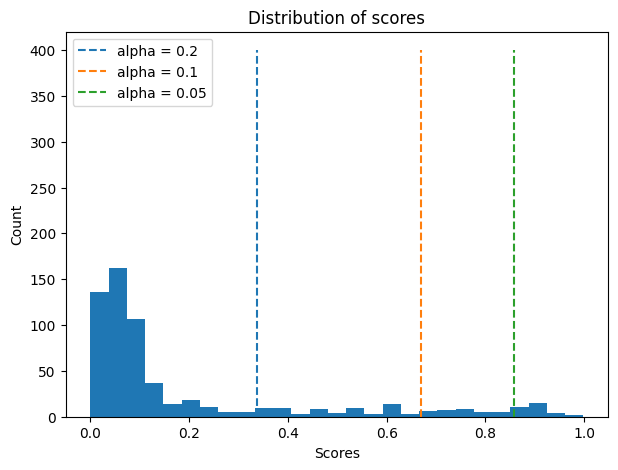 Distribution of scores
alpha = 0.2
alpha = 0.1
alpha = 0.05
400
350
300
250
200
150
100
50
0
Count
0.0 0.2 0.4 0.6 0.8 1.0
Scores